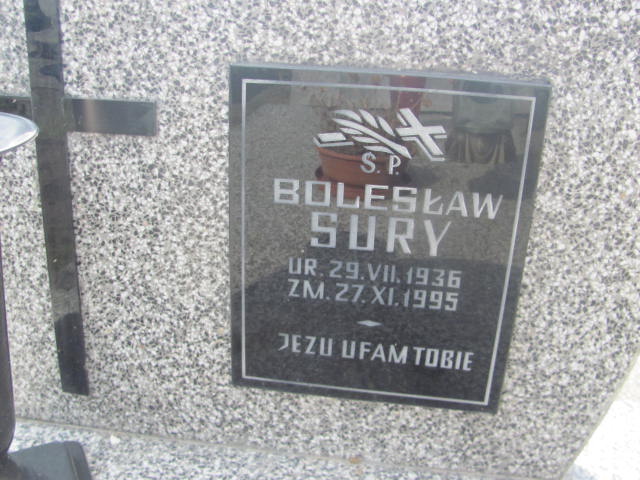 Ś. P.
BOLESŁAW
SURY
UR. 29. VII. 1936
ZM. 27. XI. 1995
JEZU UFAM TOBIE